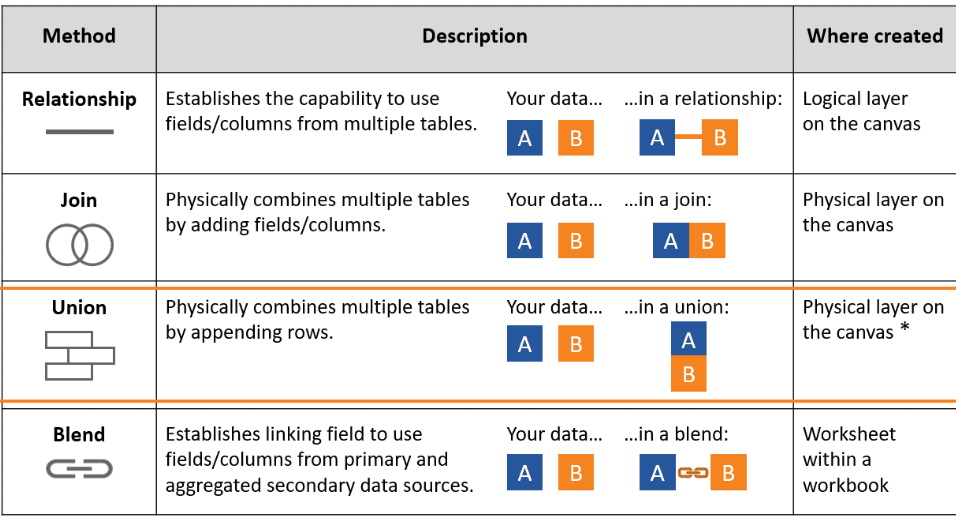 Method Description Where created
Relationship
Establishes the capability to use
fields/columns from multiple tables.
Your data... ...in a relationship:
A B A B
Logical layer
on the canvas
Join
Physically combines multiple tables
by adding fields/columns.
Your data... ...in a join:
A B A B
Physical layer on
the canvas
Union
Physically combines multiple tables
by appending rows.
Your data... ...in a union:
A B A
B
Physical layer on
the canvas *
Blend
Establishes linking field to use
fields/columns from primary and
aggregated secondary data sources.
Your data... ...in a blend:
A B A B
Worksheet
within a
workbook